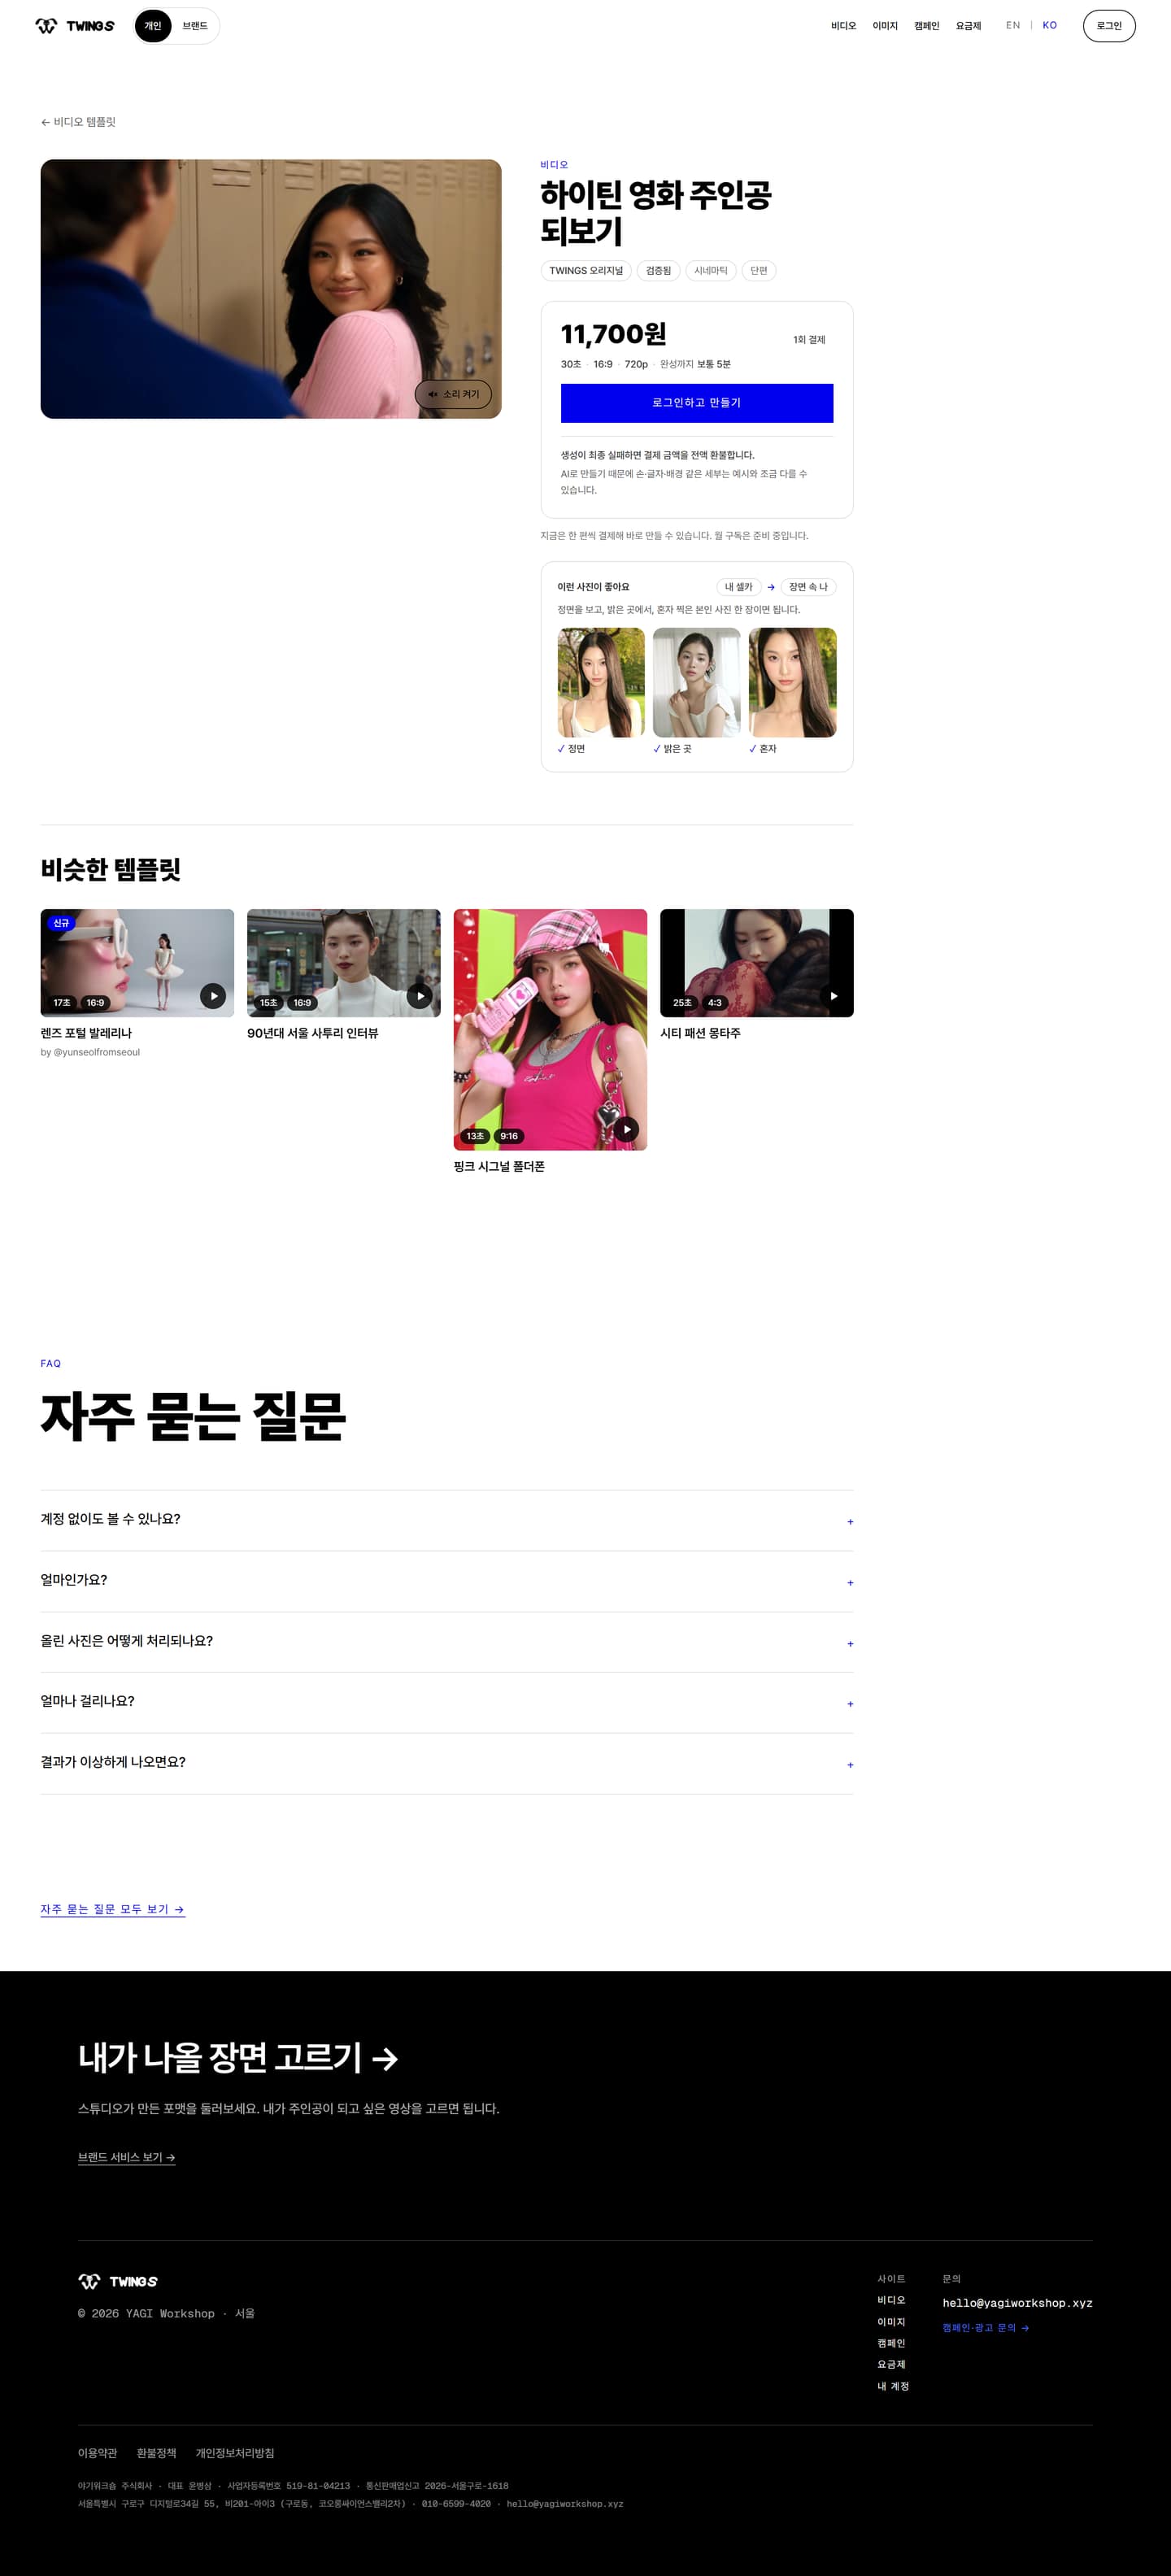 TWINGS
개인
브랜드
비디오
이미지
캠페인
요금제
EN | KO
로그인
← 비디오 템플릿
소리 켜기
비디오
하이틴 영화 주인공
되보기
TWINGS 오리지널
검증됨
시네마틱
단편
11,700원
1회 결제
30초 · 16:9 · 720p · 완성까지 보통 5분
로그인하고 만들기
생성이 최종 실패하면 결제 금액을 전액 환불합니다.
AI로 만들기 때문에 손·글자·배경 같은 세부는 예시와 조금 다를 수
있습니다.
지금은 한 편씩 결제해 바로 만들 수 있습니다. 월 구독은 준비 중입니다.
이런 사진이 좋아요
내 셀카 → 장면 속 나
정면을 보고, 밝은 곳에서, 혼자 찍은 본인 사진 한 장이면 됩니다.
✓ 정면
✓ 밝은 곳
✓ 혼자
비슷한 템플릿
신규
17초 16:9
렌즈 포털 발레리나
by @yunseolfromseoul
15초 16:9
90년대 서울 사투리 인터뷰
13초 9:16
핑크 시그널 폴더폰
25초 4:3
시티 패션 몽타주
FAQ
자주 묻는 질문
계정 없이도 볼 수 있나요? +
얼마인가요? +
올린 사진은 어떻게 처리되나요? +
얼마나 걸리나요? +
결과가 이상하게 나오면요? +
자주 묻는 질문 모두 보기 →
내가 나올 장면 고르기 →
스튜디오가 만든 포맷을 둘러보세요. 내가 주인공이 되고 싶은 영상을 고르면 됩니다.
브랜드 서비스 보기 →
TWINGS
© 2026 YAGI Workshop · 서울
사이트
비디오
이미지
캠페인
요금제
내 계정
문의
hello@yagiworkshop.xyz
캠페인·광고 문의 →
이용약관
환불정책
개인정보처리방침
야기워크숍 주식회사 · 대표 윤병삼 · 사업자등록번호 519-81-04213 · 통신판매업신고 2026-서울구로-1618
서울특별시 구로구 디지털로34길 55, 비201-아이3 (구로동, 코오롱싸이언스밸리2차) · 010-6599-4020 · hello@yagiworkshop.xyz